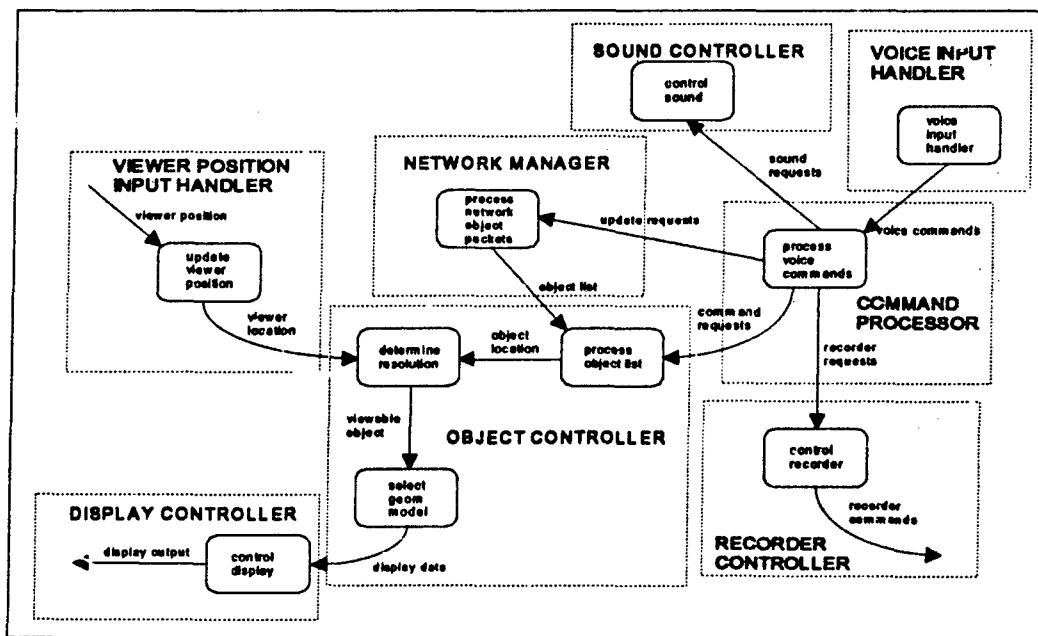 SOUND CONTROLLER
control
sound
VOICE INPUT
HANDLER
voice
input
handler
sound
requests
NETWORK MANAGER
process
network
object
packets
update requests
object list
VIEWER POSITION
INPUT HANDLER
viewer position
update
viewer
position
viewer
location
voice commands
process
voice
commands
COMMAND
PROCESSOR
command
requests
recorder
requests
object
location
determine
resolution
process
object list
viewable
object
OBJECT CONTROLLER
select
geom
model
control
recorder
recorder
commands
RECORDER
CONTROLLER
DISPLAY CONTROLLER
display output
control
display
display data